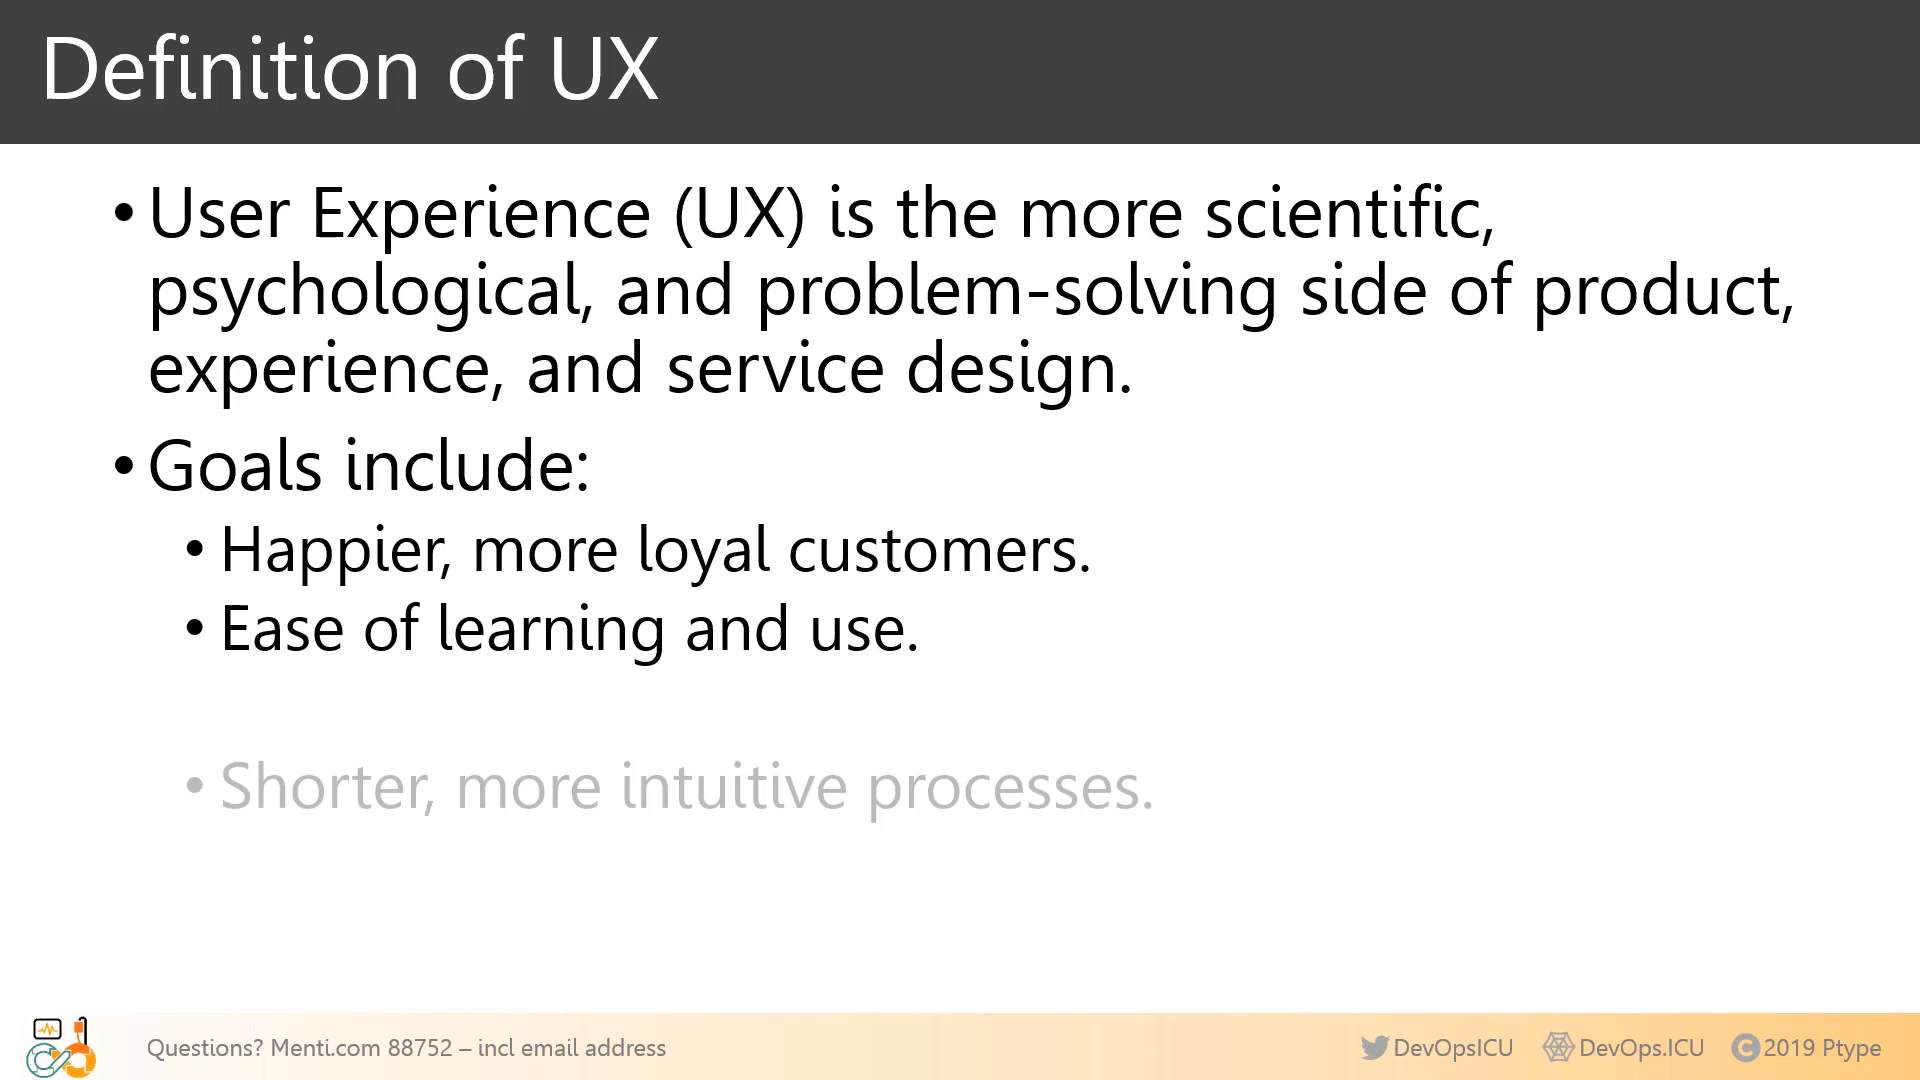 Definition of UX
• User Experience (UX) is the more scientific,
psychological, and problem-solving side of product,
experience, and service design.
• Goals include:
• Happier, more loyal customers.
• Ease of learning and use.
• Shorter, more intuitive processes.
Questions? Menti.com 88752 – incl email address
DevOpsICU
DevOps.ICU
© 2019 Ptype